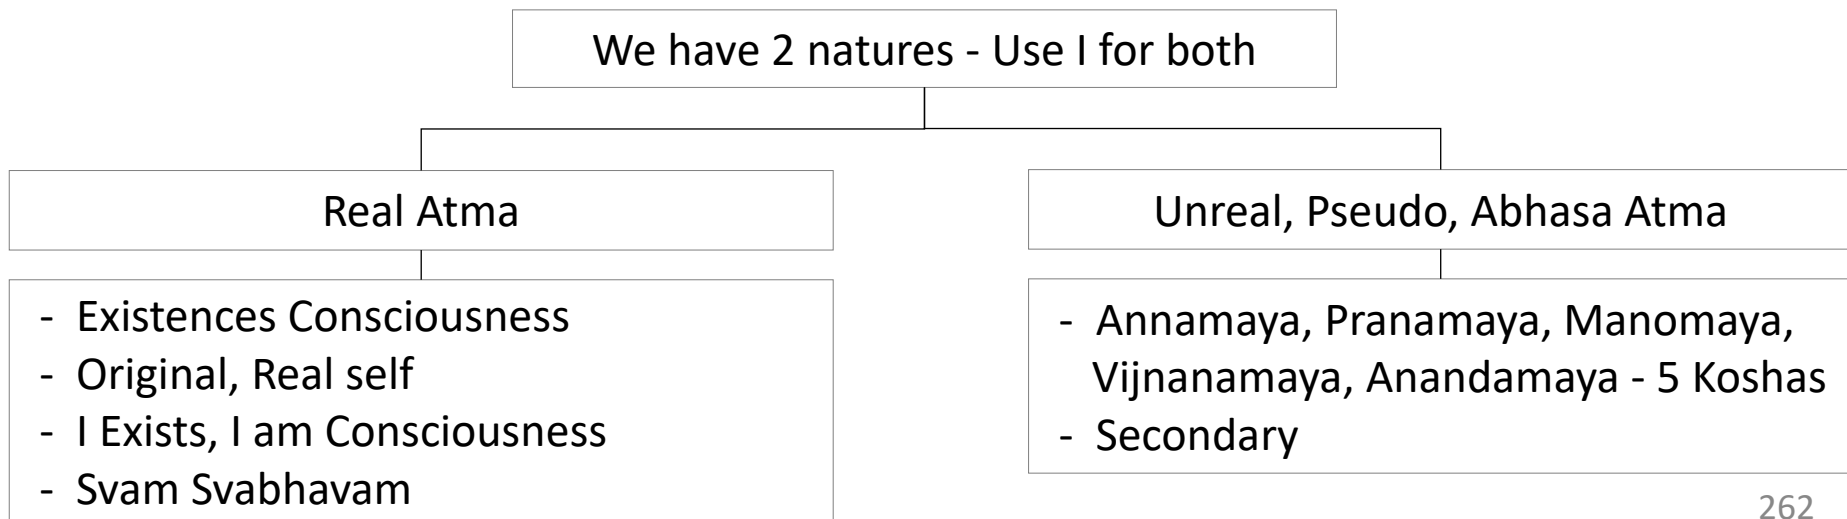 We have 2 natures - Use I for both
Real Atma
Unreal, Pseudo, Abhasa Atma
- Existences Consciousness
- Original, Real self
- I Exists, I am Consciousness
- Svam Svabhavam
- Annamaya, Pranamaya, Manomaya,
Vijnanamaya, Anandamaya - 5 Koshas
- Secondary
262